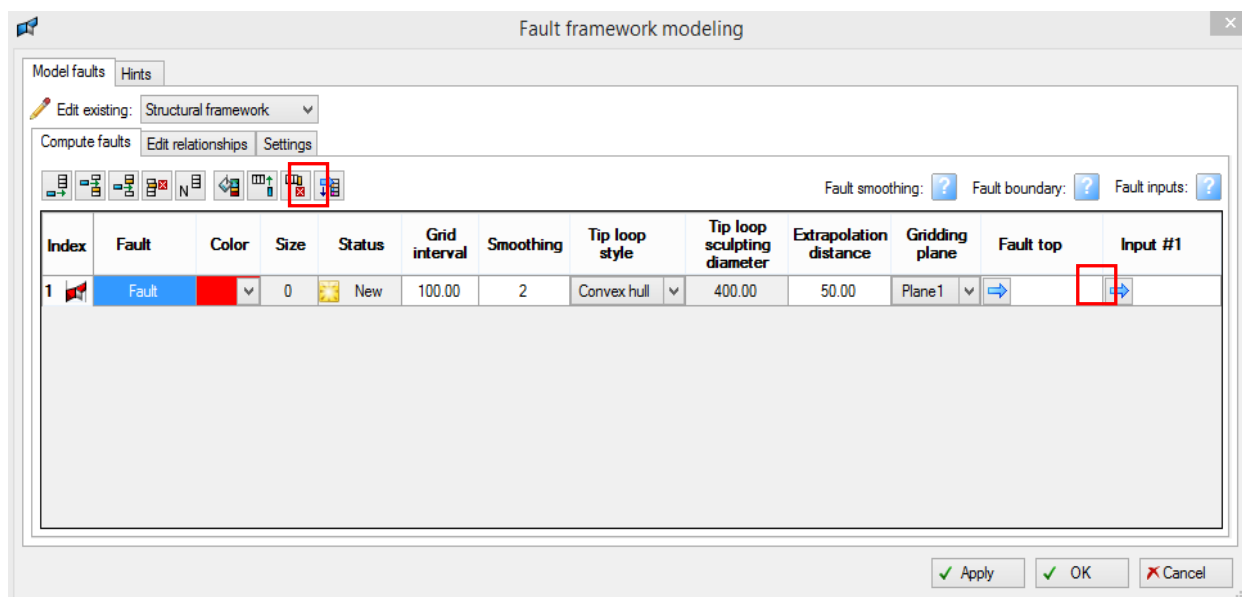 Fault framework modeling
Model faults Hints
Edit existing: Structural framework
Compute faults Edit relationships Settings
N Fault smoothing: ? Fault boundary: ? Fault inputs: ?
Index Fault Color Size Status Grid interval Smoothing Tip loop style Tip loop sculpting diameter Extrapolation distance Gridding plane Fault top Input #1
1 Fault 0 New 100.00 2 Convex hull 400.00 50.00 Plane1
Apply OK Cancel